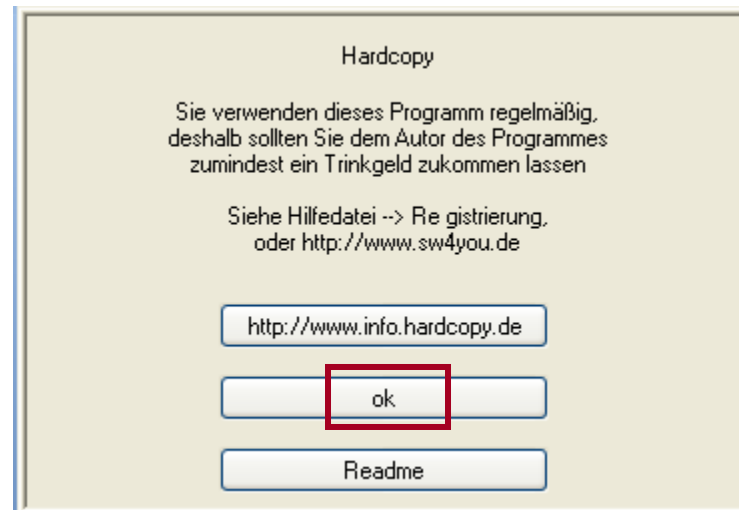 Hardcopy
Sie verwenden dieses Programm regelmäßig,
deshalb sollten Sie dem Autor des Programmes
zumindest ein Trinkgeld zukommen lassen
Siehe Hilfedatei --> Re gistrierung,
oder http://www.sw4you.de
http://www.info.hardcopy.de
ok
Readme